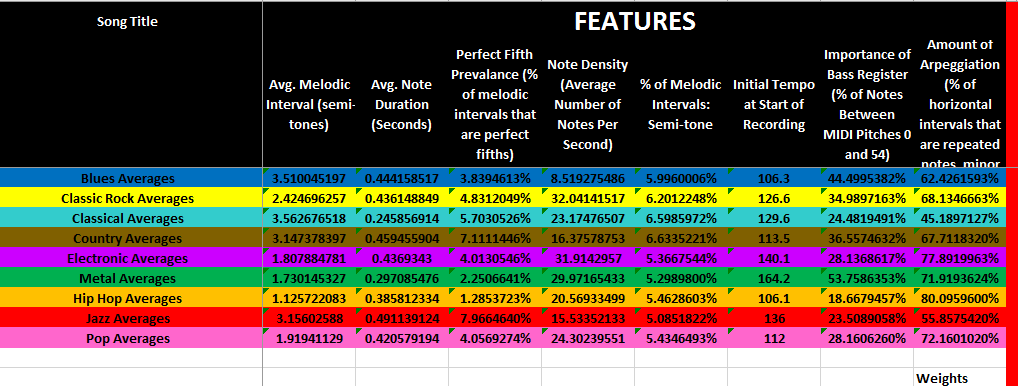 Song Title
FEATURES
Avg. Melodic
Interval (semi-
tones)
Avg. Note
Duration
(Seconds)
Perfect Fifth
Prevalance (%
of melodic
intervals that
are perfect
fifths)
Note Density
(Average
Number of
Notes Per
Second)
% of Melodic
Intervals:
Semi-tone
Initial Tempo
at Start of
Recording
Importance of
Bass Register
(% of Notes
Between
MIDI Pitches 0
and 54)
Amount of
Arpeggiation
(% of
horizontal
intervals that
are repeated
notes, minor
Blues Averages 3.510045197 0.444158517 3.8394613% 8.519275486 5.9960006% 106.3 44.4995382% 62.4261593%
Classic Rock Averages 2.424696257 0.436148849 4.8312049% 32.04141517 6.2012248% 126.6 34.9897163% 68.1346663%
Classical Averages 3.562676518 0.245856914 5.7030526% 23.17476507 6.5985972% 129.6 24.4819491% 45.1897127%
Country Averages 3.147378397 0.459455904 7.1111446% 16.37578753 6.6335221% 113.5 36.5574632% 67.7118320%
Electronic Averages 1.807884781 0.4369343 4.0130546% 31.9142957 5.3667544% 140.1 28.1368617% 77.8919963%
Metal Averages 1.730145327 0.297085476 2.2506641% 29.97165433 5.2989800% 164.2 53.7586353% 71.9193624%
Hip Hop Averages 1.125722083 0.385812334 1.2853723% 20.56933499 5.4628603% 106.1 18.6679457% 80.0959600%
Jazz Averages 3.15602588 0.491139124 7.9664640% 15.53352133 5.0851822% 136 23.5089058% 55.8575420%
Pop Averages 1.91941129 0.420579194 4.0569274% 24.30239551 5.4346493% 112 28.1606260% 72.1601020%
Weights